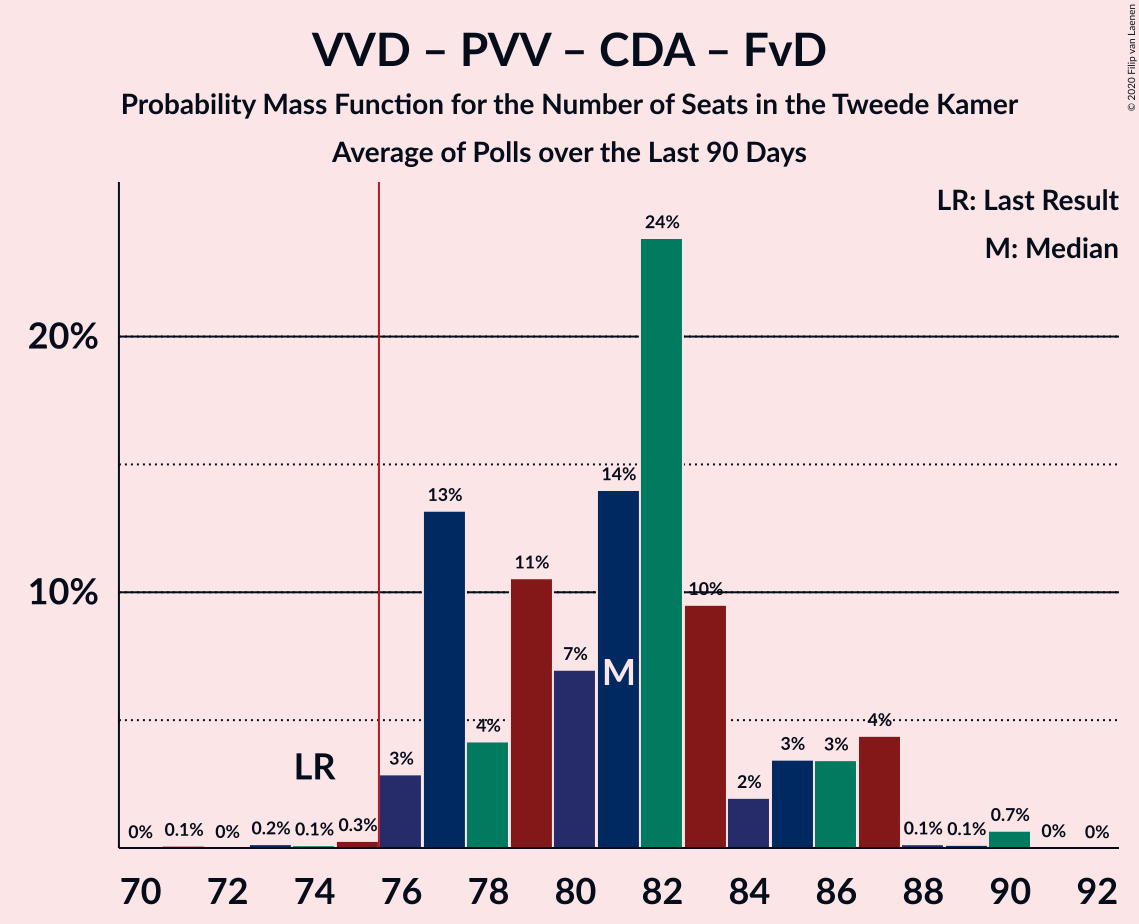 VVD – PVV – CDA – FvD
Probability Mass Function for the Number of Seats in the Tweede Kamer
Average of Polls over the Last 90 Days
© 2020 Filip van Laenen
LR: Last Result
M: Median
20%
10%
0%
0.1%
0%
0.2%
0.1%
0.3%
3%
13%
4%
11%
7%
14%
24%
10%
2%
3%
3%
4%
0.1%
0.1%
0.7%
0%
0%
LR
M
70 72 74 76 78 80 82 84 86 88 90 92